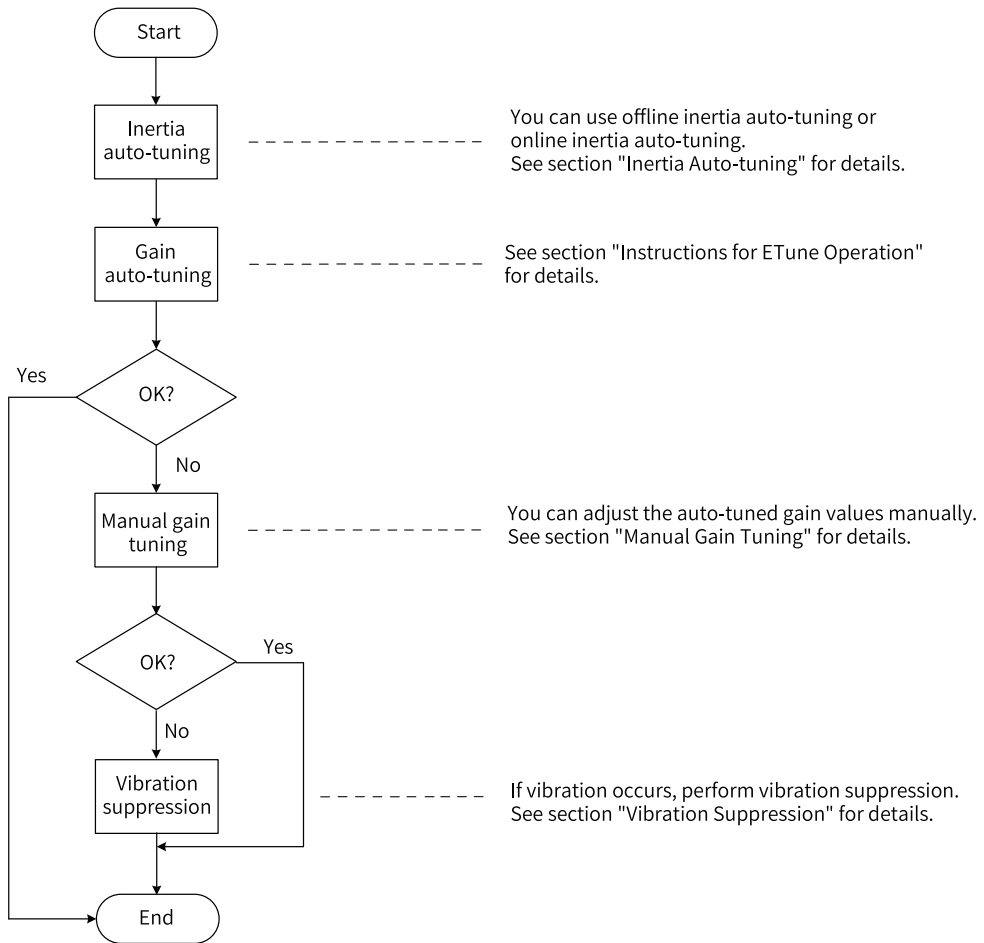 Start
Inertia
auto-tuning
You can use offline inertia auto-tuning or
online inertia auto-tuning.
See section "Inertia Auto-tuning" for details.
Gain
auto-tuning
See section "Instructions for ETune Operation"
for details.
Yes
OK?
No
Manual gain
tuning
You can adjust the auto-tuned gain values manually.
See section "Manual Gain Tuning" for details.
OK?
Yes
No
Vibration
suppression
If vibration occurs, perform vibration suppression.
See section "Vibration Suppression" for details.
End